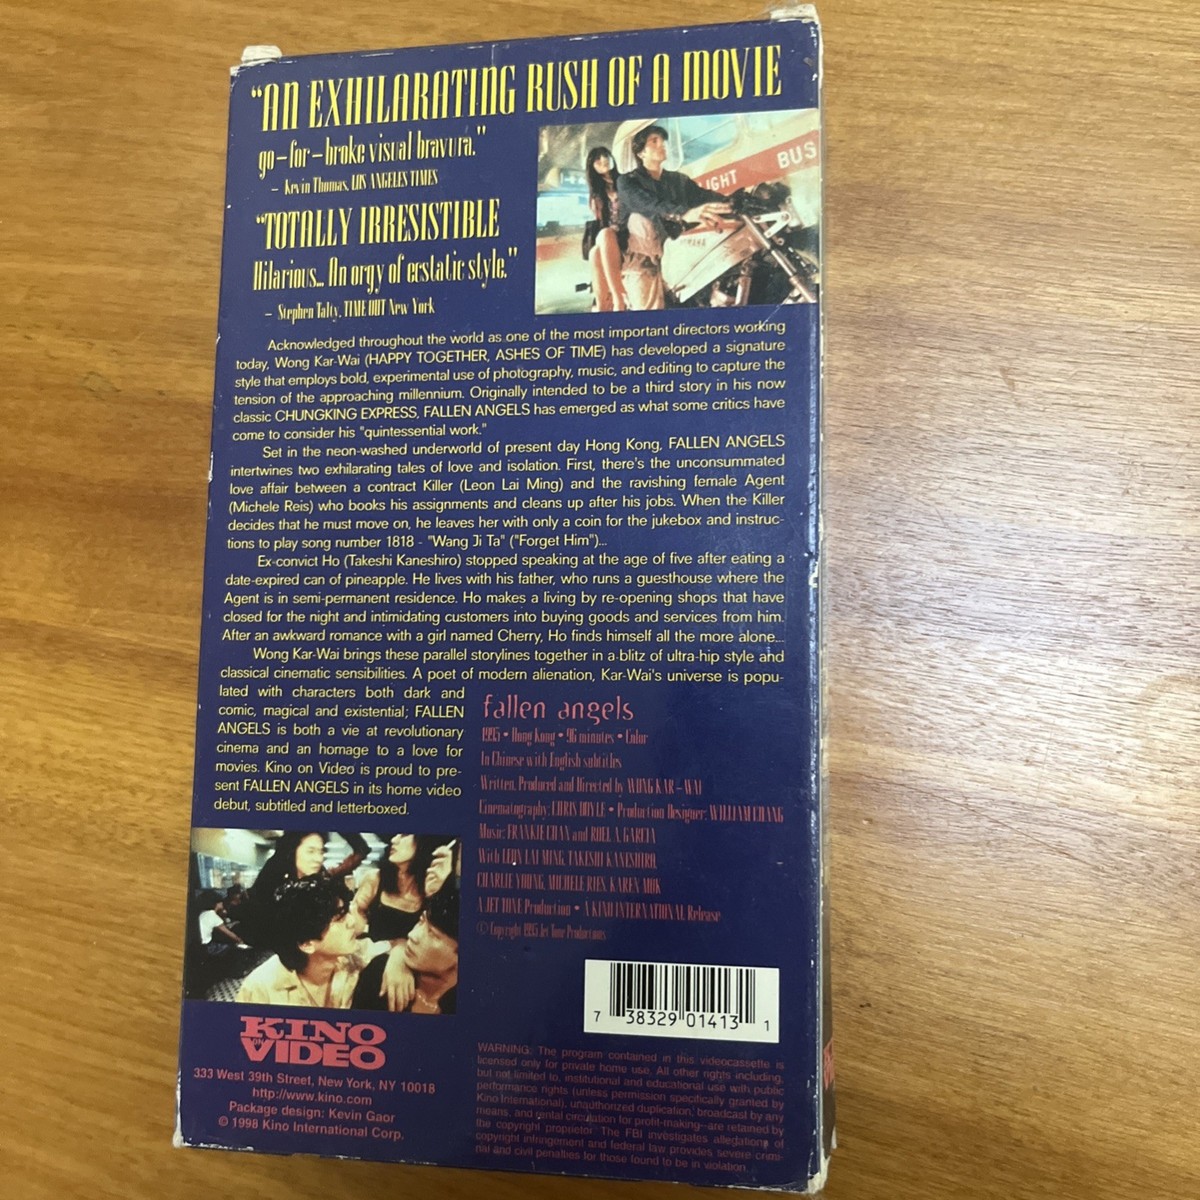 "AN EXHILARATING RUSH OF A MOVIE
go-for-broke visual bravura."
- Kevin Thomas, LOS ANGELES TIMES
"TOTALLY IRRESISTIBLE
Hilarious... An orgy of ecstatic style."
- Stephen Talty, TIME OUT New York
LIGHT BUS
Acknowledged throughout the world as one of the most important directors working
today, Wong Kar-Wai (HAPPY TOGETHER, ASHES OF TIME) has developed a signature
style that employs bold, experimental use of photography, music, and editing to capture the
tension of the approaching millennium. Originally intended to be a third story in his now
classic CHUNGKING EXPRESS, FALLEN ANGELS has emerged as what some critics have
come to consider his "quintessential work."
Set in the neon-washed underworld of present day Hong Kong, FALLEN ANGELS
intertwines two exhilarating tales of love and isolation. First, there's the unconsummated
love affair between a contract Killer (Leon Lai Ming) and the ravishing female Agent
(Michele Reis) who books his assignments and cleans up after his jobs. When the Killer
decides that he must move on, he leaves her with only a coin for the jukebox and instruc-
tions to play song number 1818 - "Wang Ji Ta" ("Forget Him")...
Ex-convict Ho (Takeshi Kaneshiro) stopped speaking at the age of five after eating a
date-expired can of pineapple. He lives with his father, who runs a guesthouse where the
Agent is in semi-permanent residence. Ho makes a living by re-opening shops that have
closed for the night and intimidating customers into buying goods and services from him.
After an awkward romance with a girl named Cherry, Ho finds himself all the more alone...
Wong Kar-Wai brings these parallel storylines together in a blitz of ultra-hip style and
classical cinematic sensibilities. A poet of modern alienation, Kar-Wai's universe is popu-
lated with characters both dark and
comic, magical and existential; FALLEN
ANGELS is both a vie at revolutionary
cinema and an homage to a love for
movies. Kino on Video is proud to pre-
sent FALLEN ANGELS in its home video
debut, subtitled and letterboxed.
fallen angels
1995 • Hong Kong • 96 minutes • Color
In Chinese with English subtitles
Written, Produced and Directed by WONG KAR-WAI
Cinematography: CHRIS DOYLE • Production Designer: WILLIAM CHANG
Music: FRANKIE CHAN and ROEL A. GARCIA
With LEON LAI MING, TAKESHI KANESHIRO,
CHARLIE YOUNG, MICHELE RIES, KAREN MOK
A JET TONE Production • A KINO INTERNATIONAL Release
© Copyright 1995 Jet Tone Productions
7 38329 01413 1
KINO
ON
VIDEO
333 West 39th Street, New York, NY 10018
http://www.kino.com
Package design: Kevin Gaor
© 1998 Kino International Corp.
WARNING: The program contained in this videocassette is
licensed only for private home use. All other rights including,
but not limited to, institutional and educational use with public
performance rights (unless permission specifically granted by
Kino International), unauthorized duplication, broadcast by any
means, and rental circulation for profit-making--are retained by
the copyright proprietor. The FBI investigates allegations of
copyright infringement and federal law provides severe crimi-
nal and civil penalties for those found to be in violation.